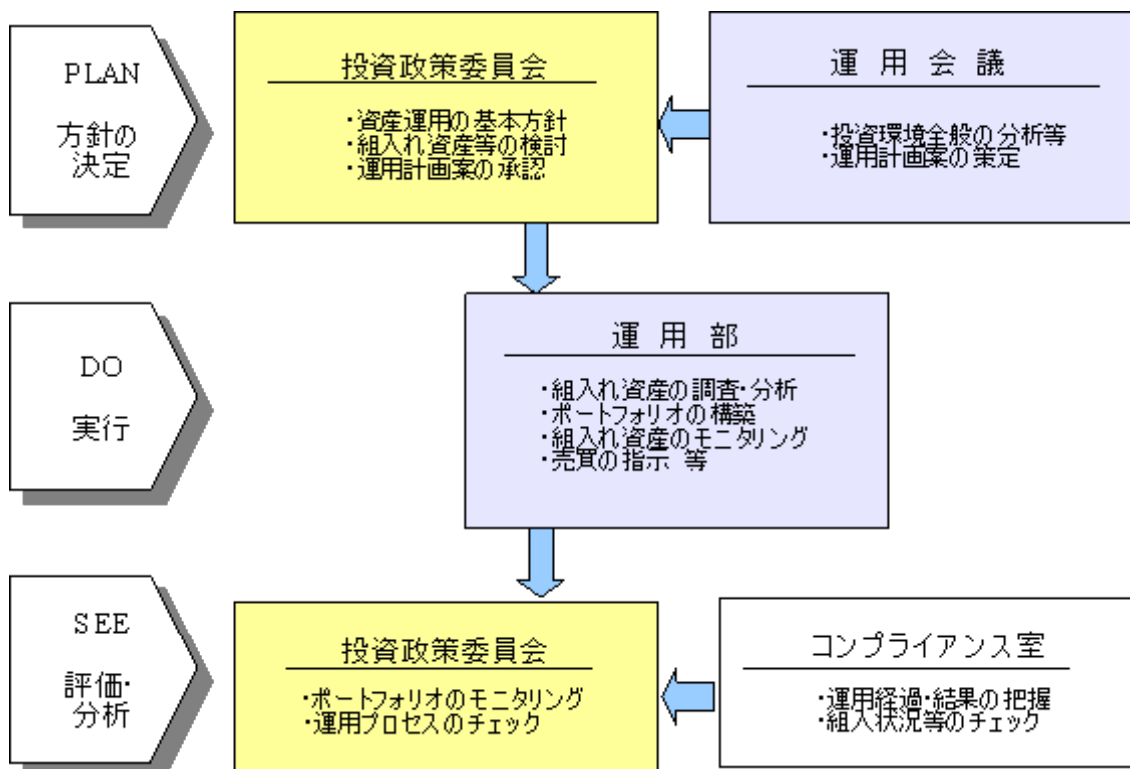 PLAN
方針の
決定
投資政策委員会
・資産運用の基本方針
・組入れ資産等の検討
・運用計画案の承認
運用会議
・投資環境全般の分析等
・運用計画案の策定
DO
実行
運用部
・組入れ資産の調査・分析
・ポートフォリオの構築
・組入れ資産のモニタリング
・売買の指示 等
SEE
評価・
分析
投資政策委員会
・ポートフォリオのモニタリング
・運用プロセスのチェック
コンプライアンス室
・運用経過・結果の把握
・組入状況等のチェック